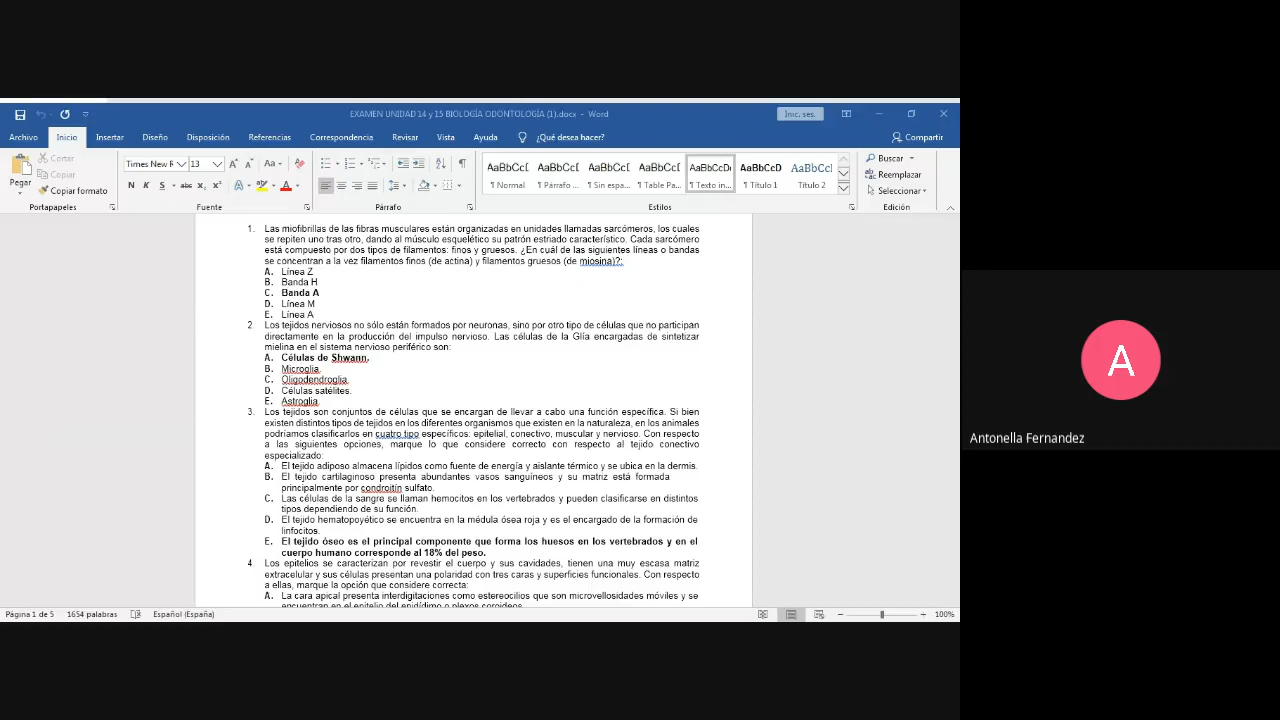 EXAMEN UNIDAD 14 y 15 BIOLOGÍA ODONTOLOGÍA (1).docx - Word
Inic. ses.
Archivo Inicio Insertar Diseño Disposición Referencias Correspondencia Revisar Vista Ayuda ¿Qué desea hacer? Compartir
Pegar
Cortar
Copiar
Copiar formato
Portapapeles
Times New R 13
Aa
N K S abc x₂ x²
Fuente
Párrafo
AaBbCcI AaBbCcI AaBbCcI AaBbCcI AaBbCcDi AaBbCcD AaBbCcI
¶ Normal ¶ Párrafo ... ¶ Sin espa... ¶ Table Pa... ¶ Texto in... ¶ Título 1 Título 2
Estilos
Buscar
Reemplazar
Seleccionar
Edición
1. Las miofibrillas de las fibras musculares están organizadas en unidades llamadas sarcómeros, los cuales
se repiten uno tras otro, dando al músculo esquelético su patrón estriado característico. Cada sarcómero
está compuesto por dos tipos de filamentos: finos y gruesos. ¿En cuál de las siguientes líneas o bandas
se concentran a la vez filamentos finos (de actina) y filamentos gruesos (de miosina)?:
A. Línea Z
B. Banda H
C. Banda A
D. Línea M
E. Línea A
2. Los tejidos nerviosos no sólo están formados por neuronas, sino por otro tipo de células que no participan
directamente en la producción del impulso nervioso. Las células de la Glía encargadas de sintetizar
mielina en el sistema nervioso periférico son:
A. Células de Shwann.
B. Microglia.
C. Oligodendroglia.
D. Células satélites.
E. Astroglia.
3. Los tejidos son conjuntos de células que se encargan de llevar a cabo una función específica. Si bien
existen distintos tipos de tejidos en los diferentes organismos que existen en la naturaleza, en los animales
podríamos clasificarlos en cuatro tipo específicos: epitelial, conectivo, muscular y nervioso. Con respecto
a las siguientes opciones, marque lo que considere correcto con respecto al tejido conectivo
especializado:
A. El tejido adiposo almacena lípidos como fuente de energía y aislante térmico y se ubica en la dermis.
B. El tejido cartilaginoso presenta abundantes vasos sanguíneos y su matriz está formada
principalmente por condroitín sulfato.
C. Las células de la sangre se llaman hemocitos en los vertebrados y pueden clasificarse en distintos
tipos dependiendo de su función.
D. El tejido hematopoyético se encuentra en la médula ósea roja y es el encargado de la formación de
linfocitos.
E. El tejido óseo es el principal componente que forma los huesos en los vertebrados y en el
cuerpo humano corresponde al 18% del peso.
4. Los epitelios se caracterizan por revestir el cuerpo y sus cavidades, tienen una muy escasa matriz
extracelular y sus células presentan una polaridad con tres caras y superficies funcionales. Con respecto
a ellas, marque la opción que considere correcta:
A. La cara apical presenta interdigitaciones como estereocilios que son microvellosidades móviles y se
encuentran en el epitelio del epidídimo o plexos coroideos.
Página 1 de 5 1654 palabras Español (España) 100%
A
Antonella Fernandez